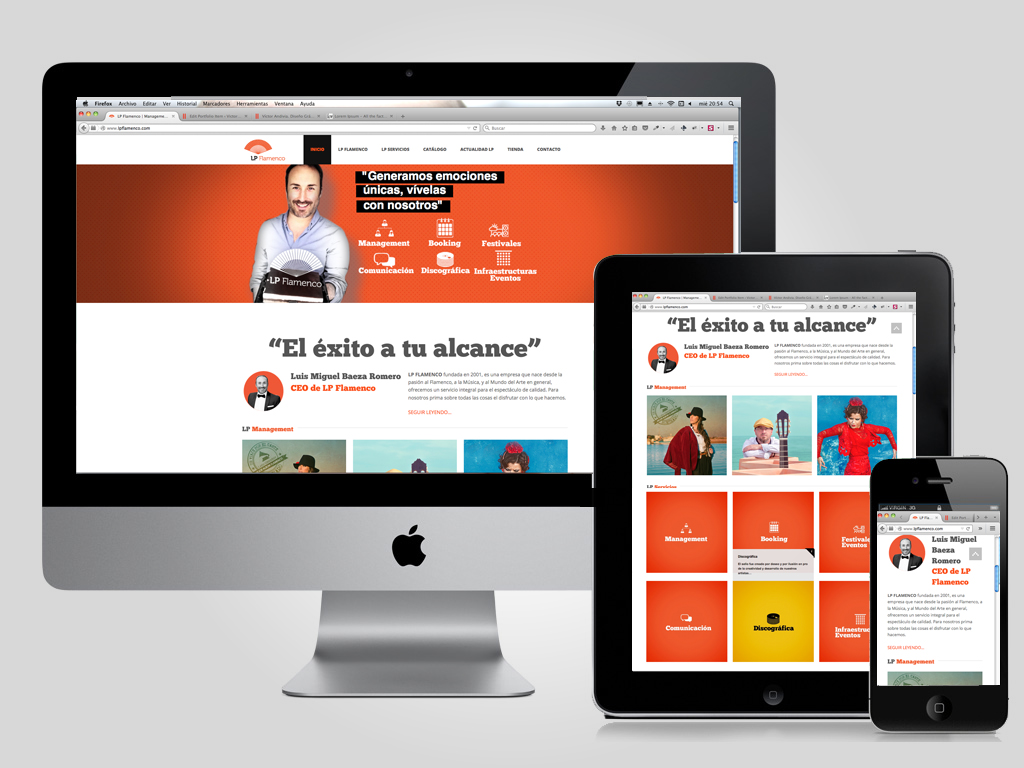 Firefox Archivo Editar Ver Historial Marcadores Herramientas Ventana Ayuda
mié 20:54
LP Flamenco | Manageme...
www.lpflamenco.com
Buscar
LP Flamenco
INICIO LP FLAMENCO LP SERVICIOS CATÁLOGO ACTUALIDAD LP TIENDA CONTACTO
"Generamos emociones
únicas, vívelas
con nosotros"
Management Booking Festivales
Comunicación Discográfica Infraestructuras
Eventos
LP Flamenco
“El éxito a tu alcance”
Luis Miguel Baeza Romero
CEO de LP Flamenco
LP FLAMENCO fundada en 2001, es una empresa que nace desde la
pasión al Flamenco, a la Música, y al Mundo del Arte en general,
ofrecemos un servicio integral para el espectáculo de calidad. Para
nosotros prima sobre todas las cosas el disfrutar con lo que hacemos.
SEGUIR LEYENDO...
LP Management
www.lpflamenco.com
“El éxito a tu alcance”
Luis Miguel Baeza Romero
CEO de LP Flamenco
LP FLAMENCO fundada en 2001, es una empresa que nace desde la
pasión al Flamenco, a la Música, y al Mundo del Arte en general,
ofrecemos un servicio integral para el espectáculo de calidad. Para
nosotros prima sobre todas las cosas el disfrutar con lo que hacemos.
SEGUIR LEYENDO...
LP Management
LP Servicios
Management
Booking
Festivale
Eventos
Discográfica
Comunicación
Discográfica
Infraestruc
Eventos
VIRGIN 3G
LP Fla...
www.lpflamenco.com
Luis Miguel
Baeza
Romero
CEO de LP
Flamenco
LP FLAMENCO fundada en 2001, es una
empresa que nace desde la pasión al Flamenco, a
la Música, y al Mundo del Arte en general,
ofrecemos un servicio integral para el
espectáculo de calidad. Para nosotros prima
sobre todas las cosas el disfrutar con lo que
hacemos.
SEGUIR LEYENDO...
LP Management